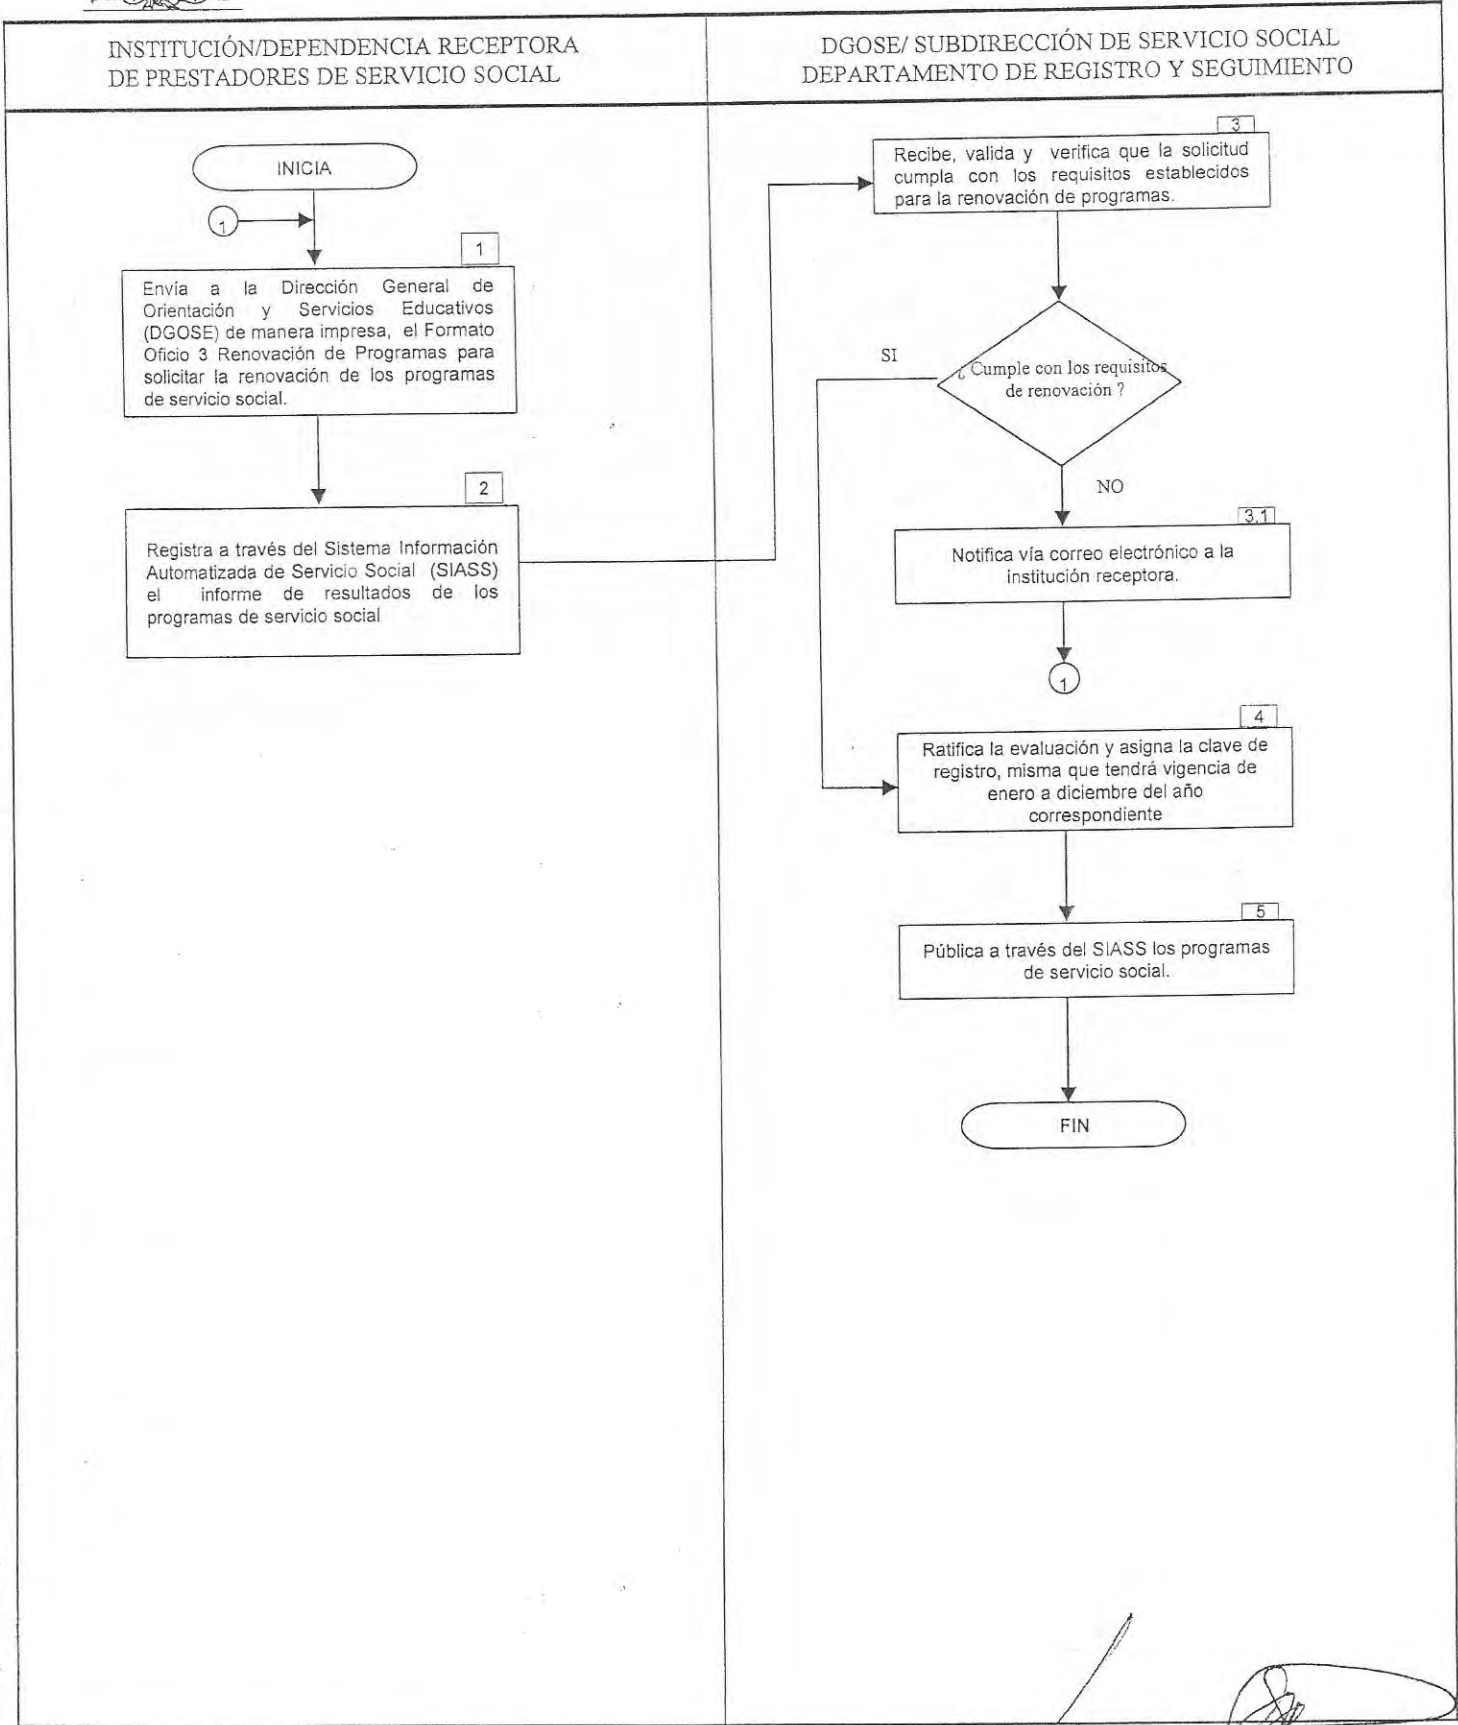 INSTITUCIÓN/DEPENDENCIA RECEPTORA
DE PRESTADORES DE SERVICIO SOCIAL
DGOSE/ SUBDIRECCIÓN DE SERVICIO SOCIAL
DEPARTAMENTO DE REGISTRO Y SEGUIMIENTO
INICIA
1
1
Envía a la Dirección General de
Orientación y Servicios Educativos
(DGOSE) de manera impresa, el Formato
Oficio 3 Renovación de Programas para
solicitar la renovación de los programas
de servicio social.
2
Registra a través del Sistema Información
Automatizada de Servicio Social (SIASS)
el informe de resultados de los
programas de servicio social
3
Recibe, valida y verifica que la solicitud
cumpla con los requisitos establecidos
para la renovación de programas.
SI
¿ Cumple con los requisitos
de renovación ?
NO
3.1
Notifica vía correo electrónico a la
institución receptora.
1
4
Ratifica la evaluación y asigna la clave de
registro, misma que tendrá vigencia de
enero a diciembre del año
correspondiente
5
Pública a través del SIASS los programas
de servicio social.
FIN